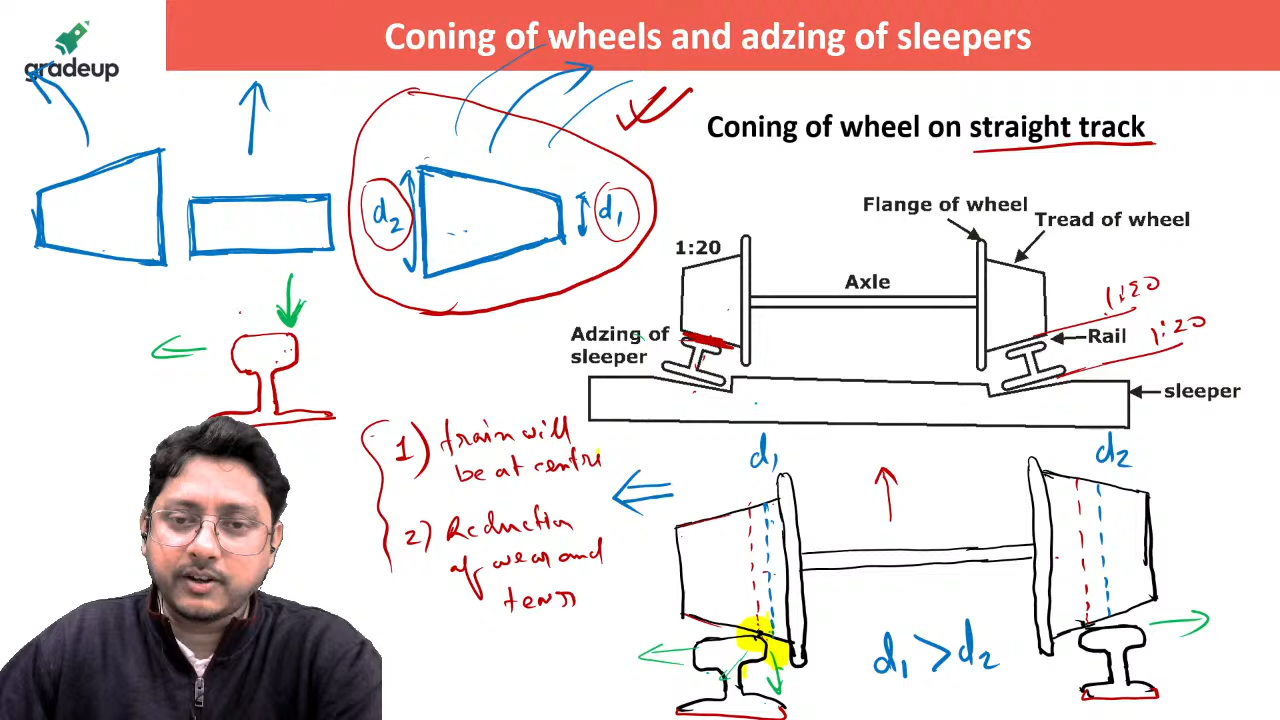 gradeup
Coning of wheels and adzing of sleepers
Coning of wheel on straight track
d2
d1
Flange of wheel
Tread of wheel
1:20
Axle
1:20
1:20
Adzing of
sleeper
Rail
sleeper
1) train will
be at centre
2) Reduction
of wear and
tear
d1
d2
d1 > d2